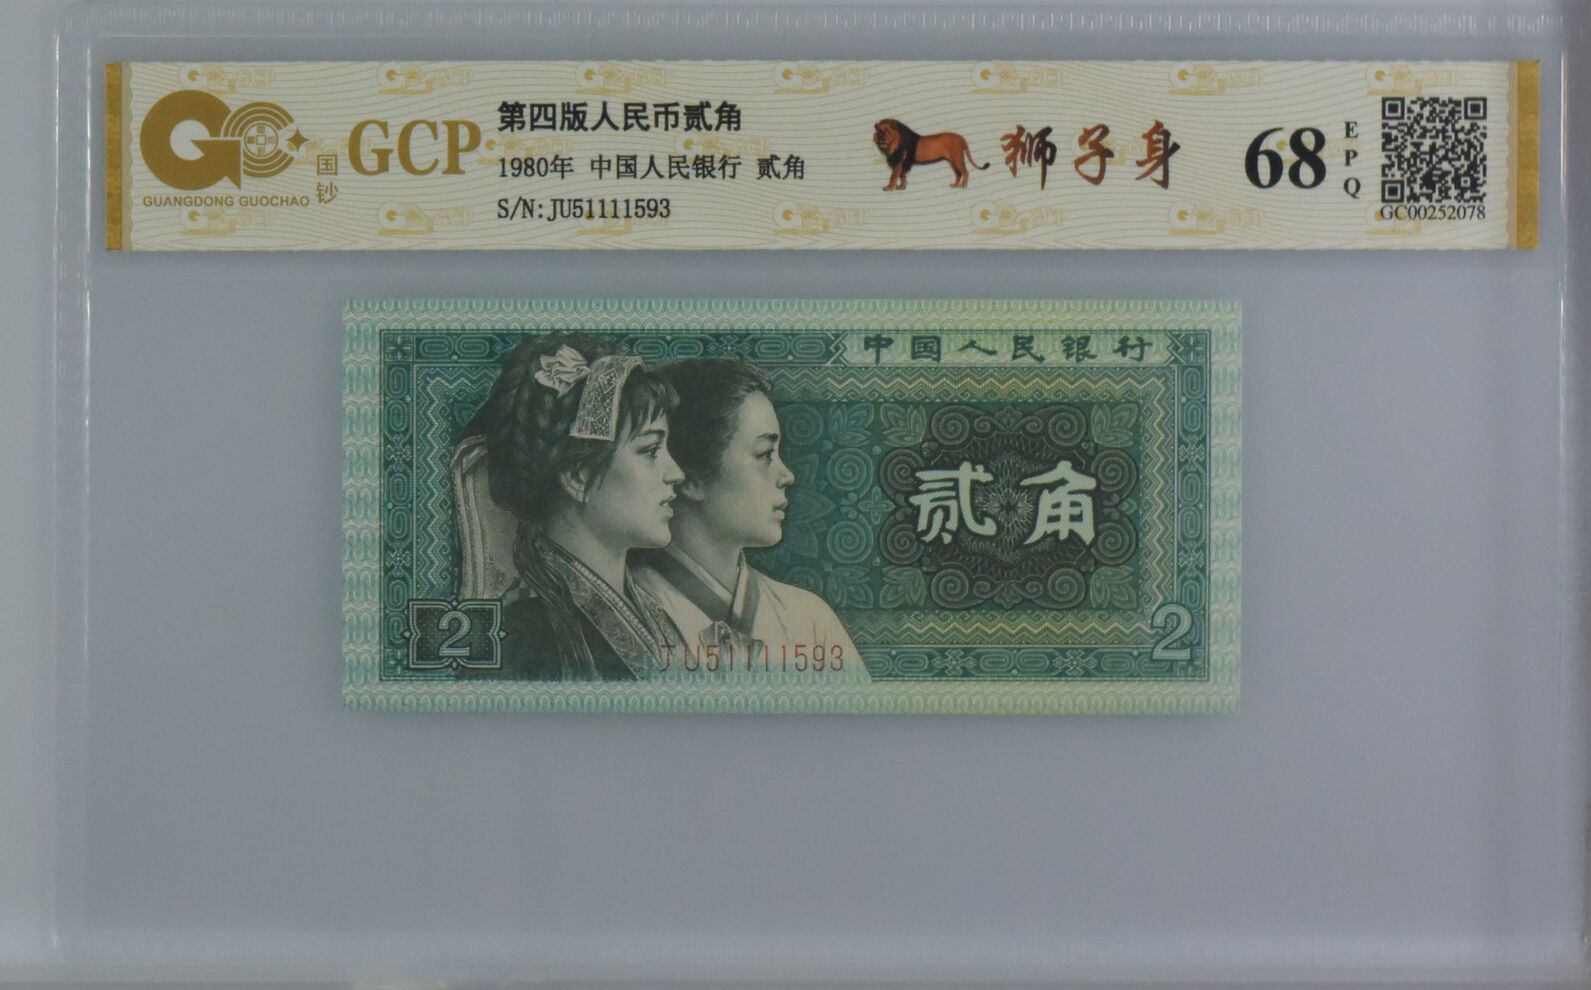 GUANGDONG GUOCHAO
国钞
GCP
第四版人民币贰角
1980年 中国人民银行 贰角
S/N:JU51111593
狮子身
68
EPQ
GC00252078
中国人民银行
贰角
2
2
JU51111593